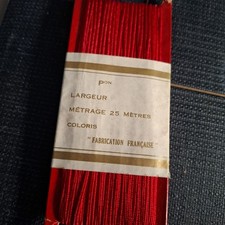 LARGEUR
MÉTRAGE 25 MÈTRES
COLORIS
"FABRICATION FRANÇAISE"